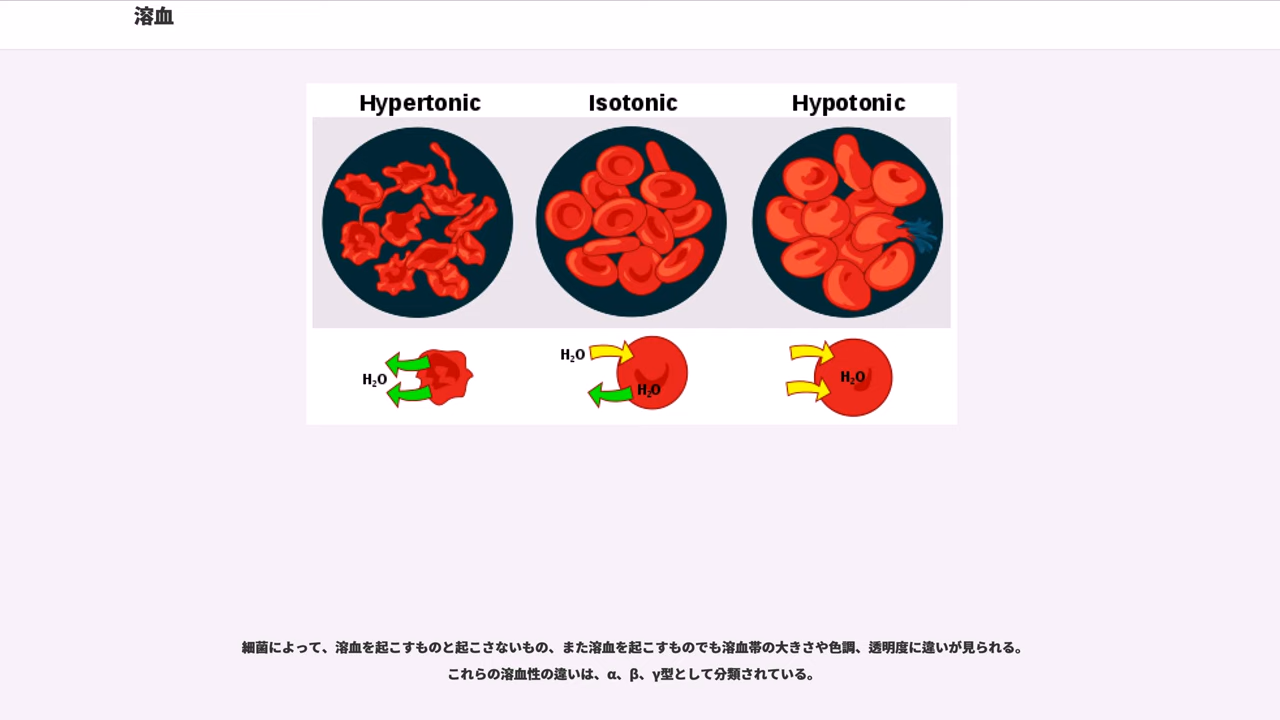 溶血
Hypertonic Isotonic Hypotonic
H₂O H₂O H₂O H₂O
細菌によって、溶血を起こすものと起こさないもの、また溶血を起こすものでも溶血帯の大きさや色調、透明度に違いが見られる。
これらの溶血性の違いは、α、β、γ型として分類されている。